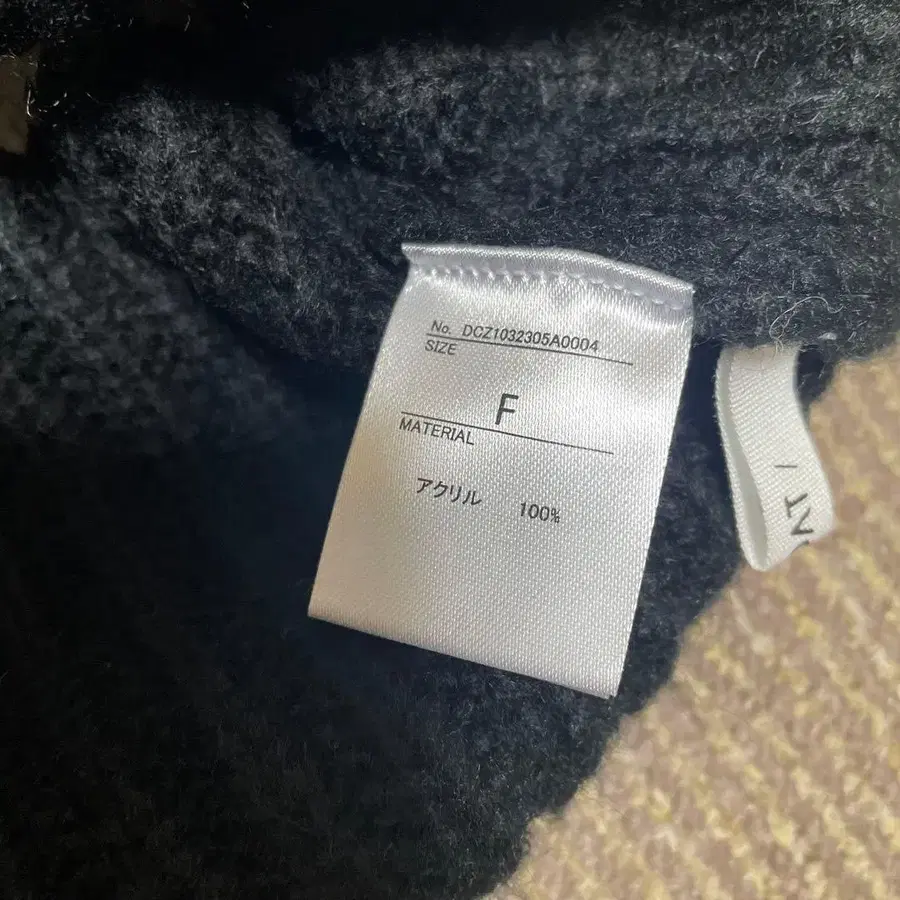 No. DCZ1032305A0004
SIZE
F
MATERIAL
アクリル 100%